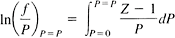 ln(f/P)_{P=P} = ∫_{P=0}^{P=P} (Z − 1)/P dP